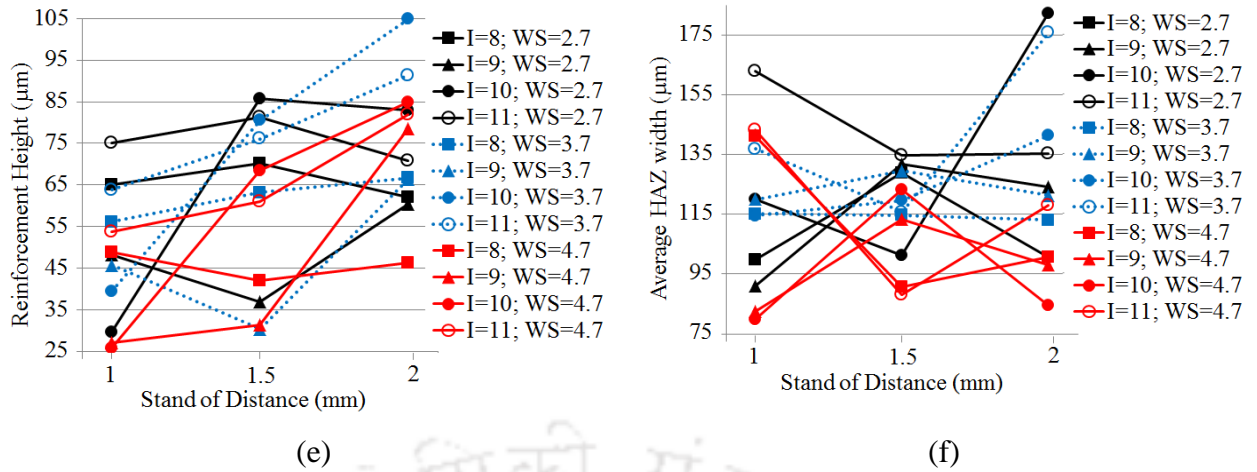 105
95
85
75
65
55
45
35
25
Reinforcement Height (µm)
1 1.5 2
Stand of Distance (mm)
I=8; WS=2.7
I=9; WS=2.7
I=10; WS=2.7
I=11; WS=2.7
I=8; WS=3.7
I=9; WS=3.7
I=10; WS=3.7
I=11; WS=3.7
I=8; WS=4.7
I=9; WS=4.7
I=10; WS=4.7
I=11; WS=4.7
(e)
175
155
135
115
95
75
Average HAZ width (µm)
1 1.5 2
Stand of Distance (mm)
I=8; WS=2.7
I=9; WS=2.7
I=10; WS=2.7
I=11; WS=2.7
I=8; WS=3.7
I=9; WS=3.7
I=10; WS=3.7
I=11; WS=3.7
I=8; WS=4.7
I=9; WS=4.7
I=10; WS=4.7
I=11; WS=4.7
(f)